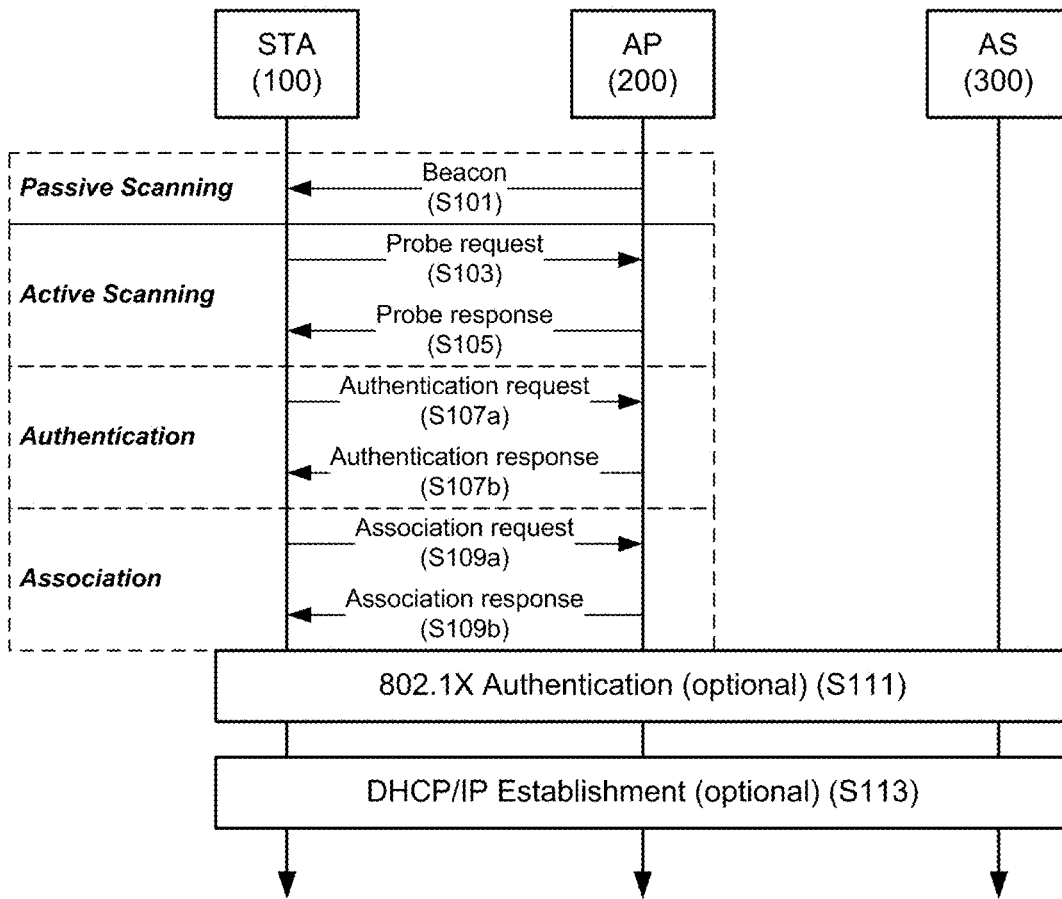 STA
(100)
AP
(200)
AS
(300)
Passive Scanning
Beacon
(S101)
Active Scanning
Probe request
(S103)
Probe response
(S105)
Authentication
Authentication request
(S107a)
Authentication response
(S107b)
Association
Association request
(S109a)
Association response
(S109b)
802.1X Authentication (optional) (S111)
DHCP/IP Establishment (optional) (S113)